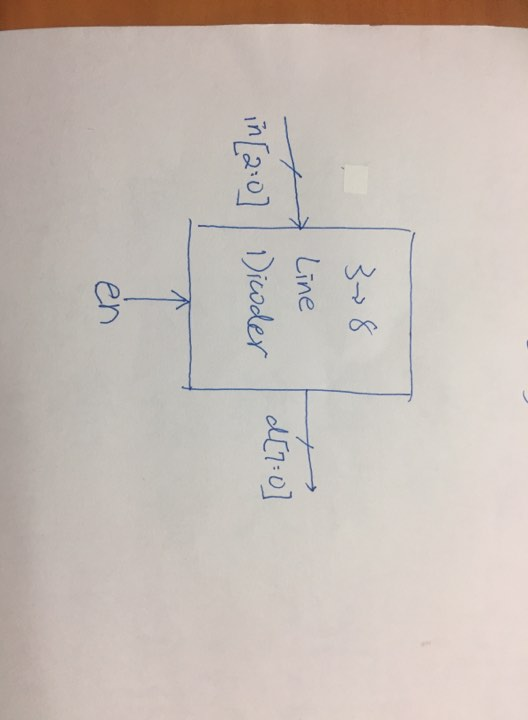 3→8
Line
Dicoder
in[2:0]
d[7:0]
en